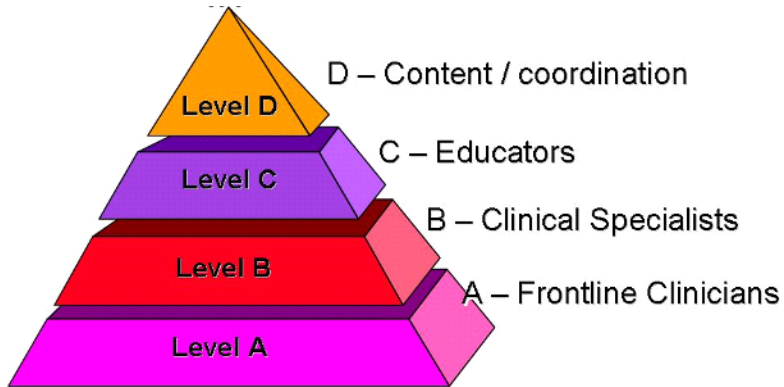 D – Content / coordination
Level D
C – Educators
Level C
B – Clinical Specialists
Level B
A – Frontline Clinicians
Level A